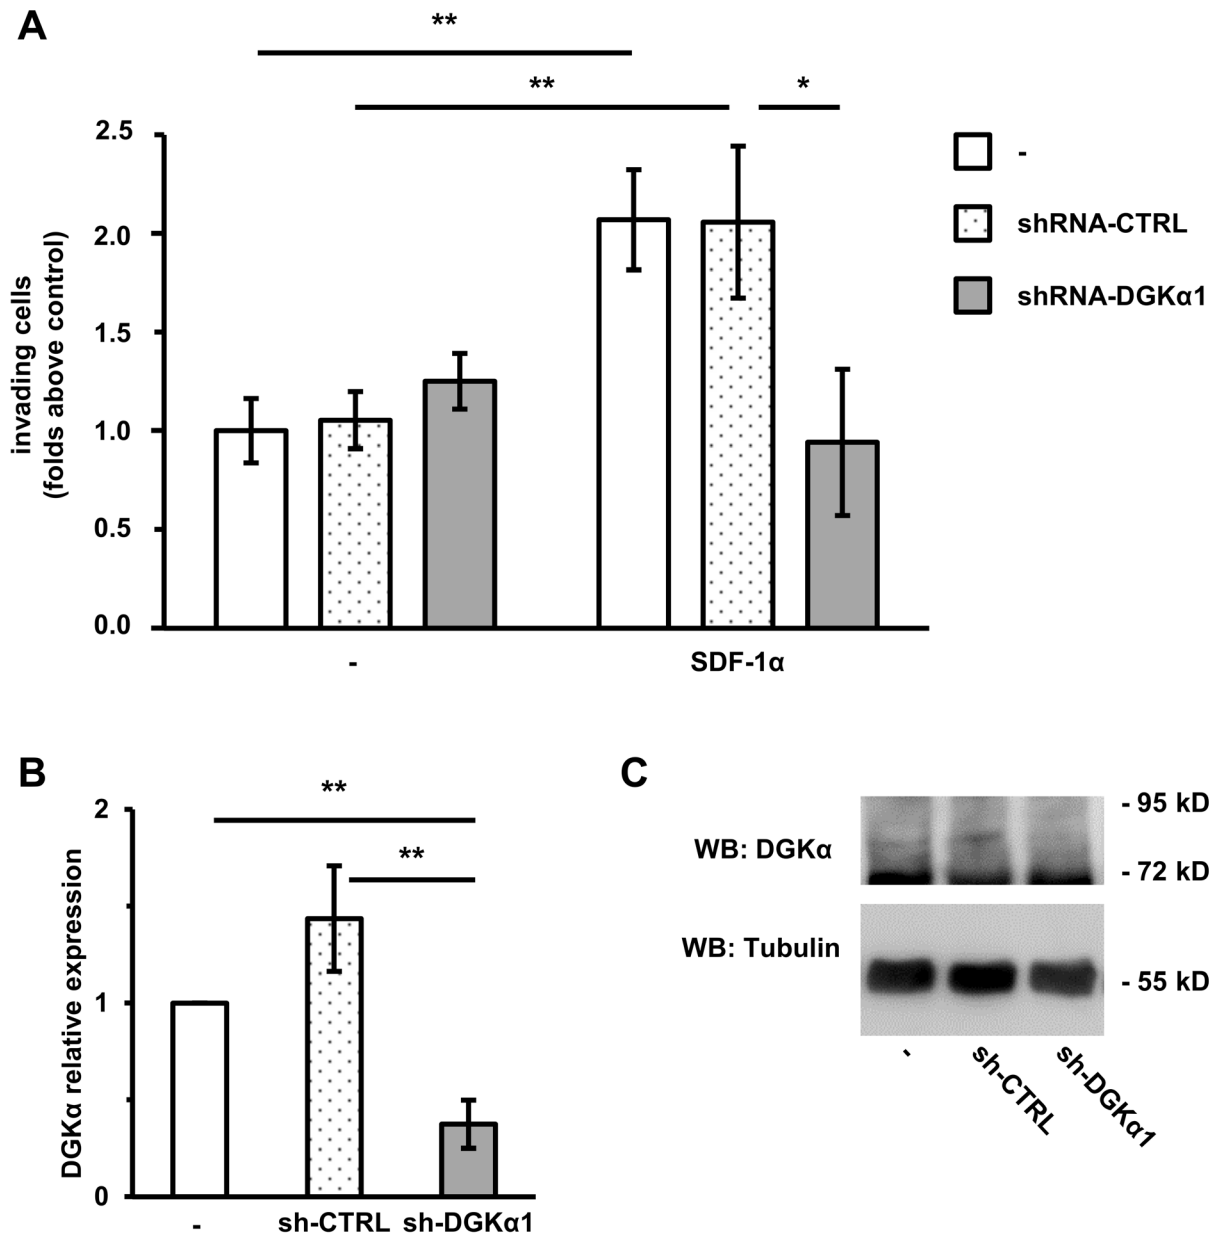 A
**
**
*
2.5
2.0
1.5
1.0
0.5
0.0
invading cells
(folds above control)
-
SDF-1α
-
shRNA-CTRL
shRNA-DGKα1
B
**
**
2
1
0
DGKα relative expression
-
sh-CTRL
sh-DGKα1
C
WB: DGKα
- 95 kD
- 72 kD
WB: Tubulin
- 55 kD
-
sh-CTRL
sh-DGKα1